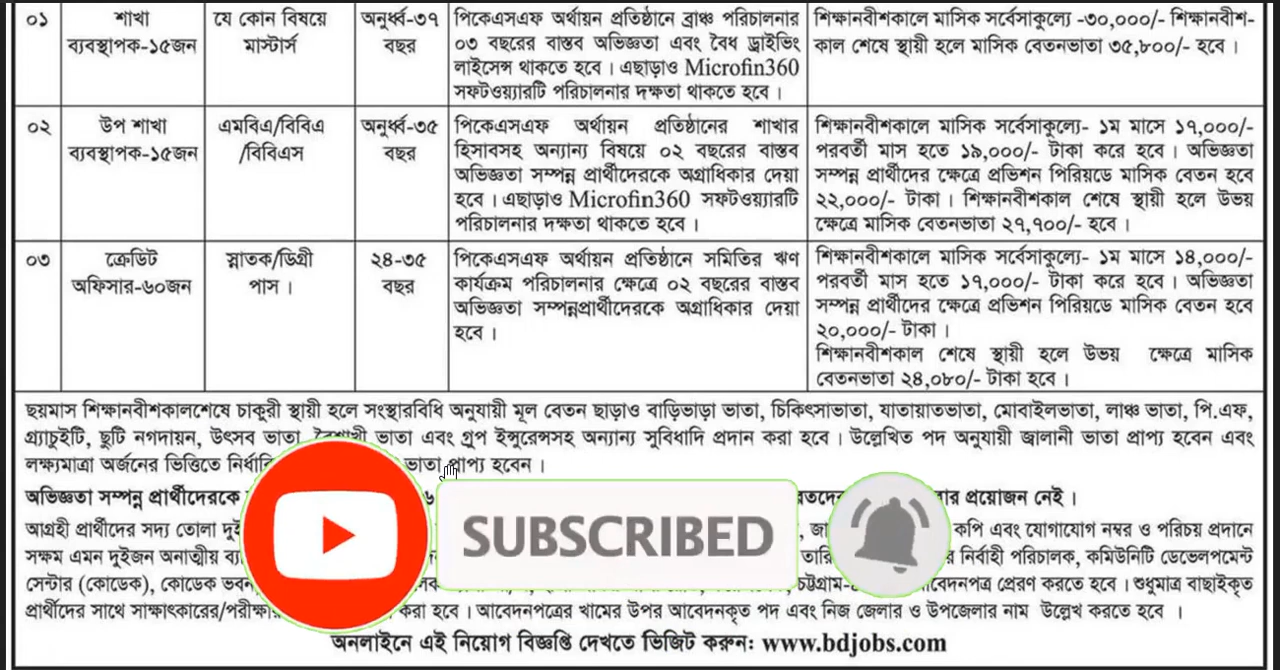 ০১
শাখা
ব্যবস্থাপক-১৫জন
যে কোন বিষয়ে
মাস্টার্স
অনুর্ধ্ব-৩৭
বছর
পিকেএসএফ অর্থায়ন প্রতিষ্ঠানে ব্রাঞ্চ পরিচালনার
০৩ বছরের বাস্তব অভিজ্ঞতা এবং বৈধ ড্রাইভিং
লাইসেন্স থাকতে হবে। এছাড়াও Microfin360
সফটওয়্যারটি পরিচালনার দক্ষতা থাকতে হবে।
শিক্ষানবীশকালে মাসিক সর্বেসাকুল্যে -৩০,০০০/- শিক্ষানবীশ-
কাল শেষে স্থায়ী হলে মাসিক বেতনভাতা ৩৫,৮০০/- হবে।
০২
উপ শাখা
ব্যবস্থাপক-১৫জন
এমবিএ/বিবিএ
/বিবিএস
অনুর্ধ্ব-৩৫
বছর
পিকেএসএফ অর্থায়ন প্রতিষ্ঠানের শাখার
হিসাবসহ অন্যান্য বিষয়ে ০২ বছরের বাস্তব
অভিজ্ঞতা সম্পন্ন প্রার্থীদেরকে অগ্রাধিকার দেয়া
হবে। এছাড়াও Microfin360 সফটওয়্যারটি
পরিচালনার দক্ষতা থাকতে হবে।
শিক্ষানবীশকালে মাসিক সর্বেসাকুল্যে- ১ম মাসে ১৭,০০০/-
পরবর্তী মাস হতে ১৯,০০০/- টাকা করে হবে। অভিজ্ঞতা
সম্পন্ন প্রার্থীদের ক্ষেত্রে প্রভিশন পিরিয়ডে মাসিক বেতন হবে
২২,০০০/- টাকা। শিক্ষানবীশকাল শেষে স্থায়ী হলে উভয়
ক্ষেত্রে মাসিক বেতনভাতা ২৭,৭০০/- হবে।
০৩
ক্রেডিট
অফিসার-৬০জন
স্নাতক/ডিগ্রী
পাস।
২৪-৩৫
বছর
পিকেএসএফ অর্থায়ন প্রতিষ্ঠানে সমিতির ঋণ
কার্যক্রম পরিচালনার ক্ষেত্রে ০২ বছরের বাস্তব
অভিজ্ঞতা সম্পন্নপ্রার্থীদেরকে অগ্রাধিকার দেয়া
হবে।
শিক্ষানবীশকালে মাসিক সর্বেসাকুল্যে- ১ম মাসে ১৪,০০০/-
পরবর্তী মাস হতে ১৭,০০০/- টাকা করে হবে। অভিজ্ঞতা
সম্পন্ন প্রার্থীদের ক্ষেত্রে প্রভিশন পিরিয়ডে মাসিক বেতন হবে
২০,০০০/- টাকা।
শিক্ষানবীশকাল শেষে স্থায়ী হলে উভয় ক্ষেত্রে মাসিক
বেতনভাতা ২৪,০৮০/- টাকা হবে।
ছয়মাস শিক্ষানবীশকালশেষে চাকুরী স্থায়ী হলে সংস্থারবিধি অনুযায়ী মূল বেতন ছাড়াও বাড়িভাড়া ভাতা, চিকিৎসাভাতা, যাতায়াতভাতা, মোবাইলভাতা, লাঞ্চ ভাতা, পি.এফ,
গ্র্যাচুইটি, ছুটি নগদায়ন, উৎসব ভাতা, বৈশাখী ভাতা এবং গ্রুপ ইন্সুরেন্সসহ অন্যান্য সুবিধাদি প্রদান করা হবে। উল্লেখিত পদ অনুযায়ী জ্বালানী ভাতা প্রাপ্য হবেন এবং
লক্ষ্যমাত্রা অর্জনের ভিত্তিতে ভাতা প্রাপ্য হবেন।
অভিজ্ঞতা সম্পন্ন প্রার্থীদেরকে প্রয়োজন নেই।
আগ্রহী প্রার্থীদের সদ্য তোলা কপি এবং যোগাযোগ নম্বর ও পরিচয় প্রদানে
সক্ষম এমন দুইজন অনাত্মীয় নির্বাহী পরিচালক, কমিউনিটি ডেভেলপমেন্ট
সেন্টার (কোডেক), কোডেক ভবন, চট্টগ্রাম- প্রেরণ করতে হবে। শুধুমাত্র বাছাইকৃত
প্রার্থীদের সাথে সাক্ষাৎকারের/পরীক্ষার করা হবে। আবেদনপত্রের খামের উপর আবেদনকৃত পদ এবং নিজ জেলার ও উপজেলার নাম উল্লেখ করতে হবে।
SUBSCRIBED
অনলাইনে এই নিয়োগ বিজ্ঞপ্তি দেখতে ভিজিট করুন: www.bdjobs.com